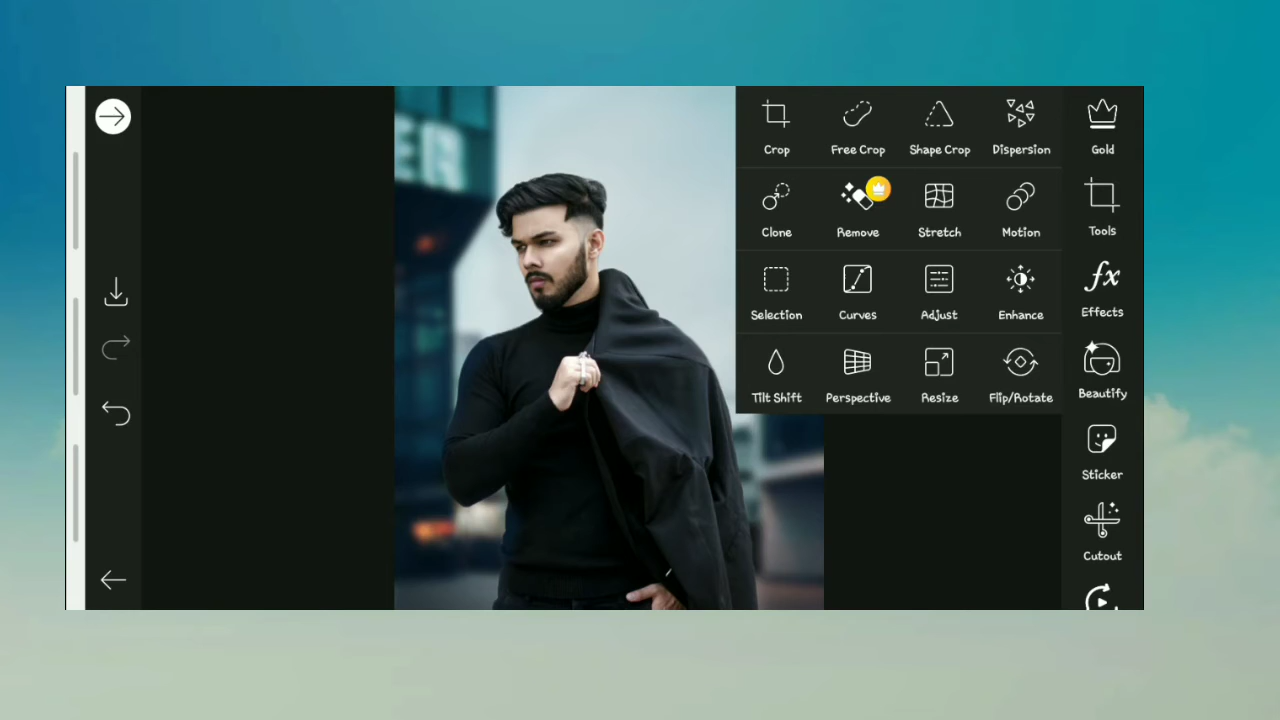 ER
Crop Free Crop Shape Crop Dispersion Gold
Clone Remove Stretch Motion Tools
Selection Curves Adjust Enhance Effects
Tilt Shift Perspective Resize Flip/Rotate Beautify
Sticker
Cutout